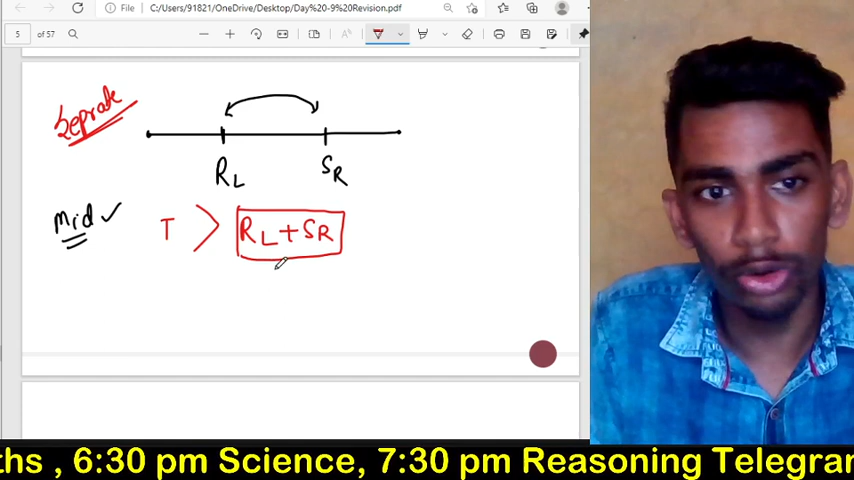 File
C:/Users/91821/OneDrive/Desktop/Day%20-9%20Revision.pdf
5 of 57
Seprate
RL SR
Mid ✓ T > RL+SR
ths , 6:30 pm Science, 7:30 pm Reasoning Telegran